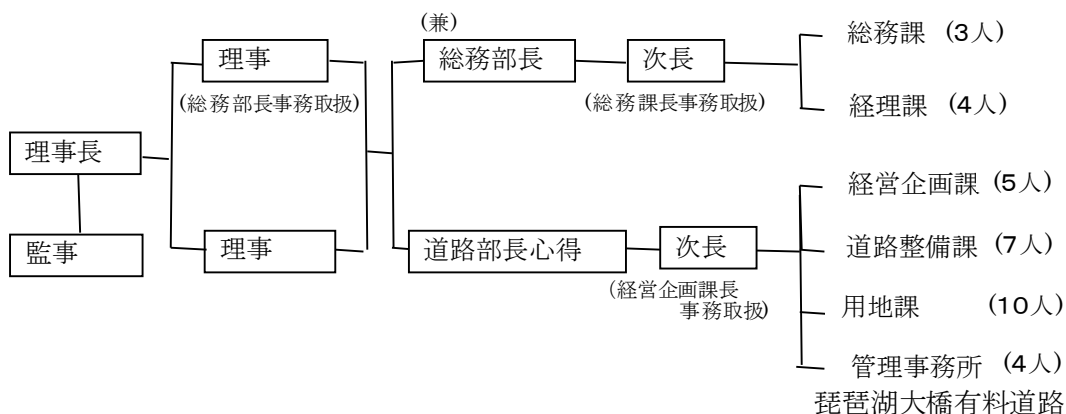 (兼)
理事
総務部長
次長
総務課 (3人)
(総務部長事務取扱)
(総務課長事務取扱)
経理課 (4人)
理事長
監事
経営企画課 (5人)
理事
道路部長心得
次長
道路整備課 (7人)
(経営企画課長
事務取扱)
用地課 (10人)
管理事務所 (4人)
琵琶湖大橋有料道路